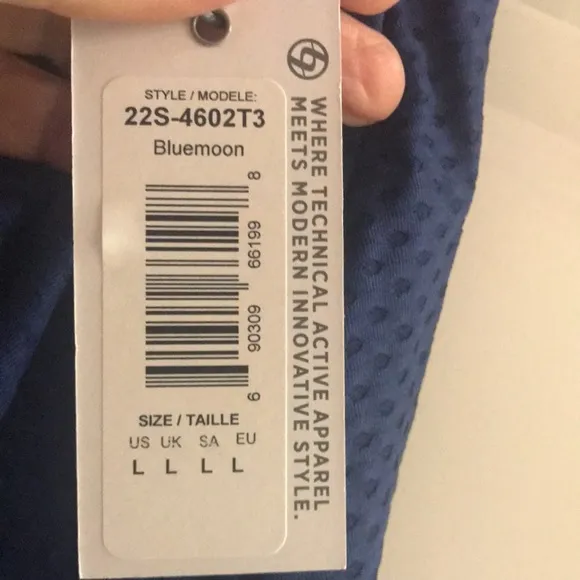 STYLE / MODELE:
22S-4602T3
Bluemoon
8 66199 90309 6
SIZE / TAILLE
US UK SA EU
L L L L
WHERE TECHNICAL ACTIVE APPAREL
MEETS MODERN INNOVATIVE STYLE.